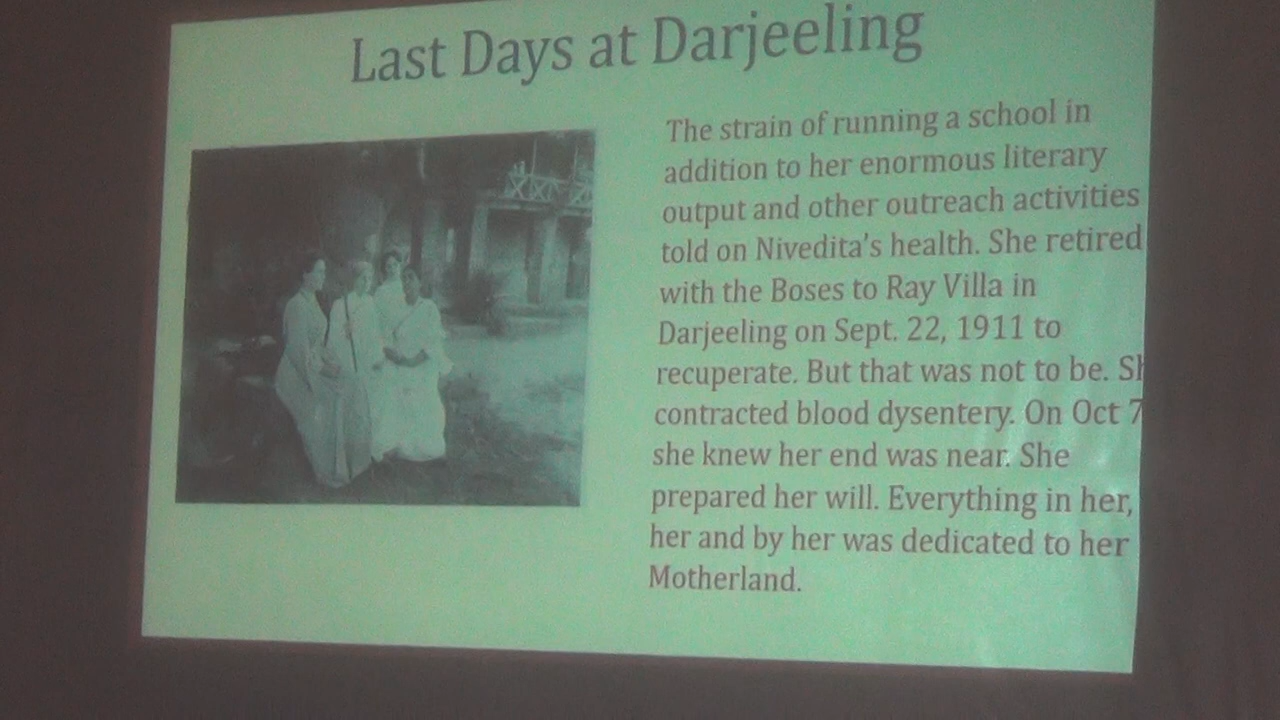 Last Days at Darjeeling
The strain of running a school in
addition to her enormous literary
output and other outreach activities
told on Nivedita's health. She retired
with the Boses to Ray Villa in
Darjeeling on Sept. 22, 1911 to
recuperate. But that was not to be.
contracted blood dysentery. On Oct 7
she knew her end was near. She
prepared her will. Everything in her,
her and by her was dedicated to her
Motherland.